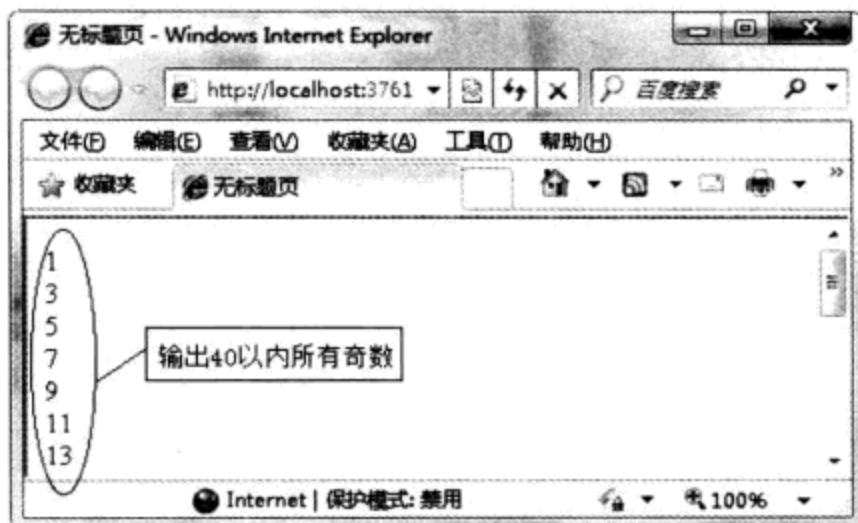 无标题页 - Windows Internet Explorer
http://localhost:3761
百度搜索
文件(F) 编辑(E) 查看(V) 收藏夹(A) 工具(T) 帮助(H)
收藏夹 无标题页
1
3
5
7
9
11
13
输出40以内所有奇数
Internet | 保护模式: 禁用 100%